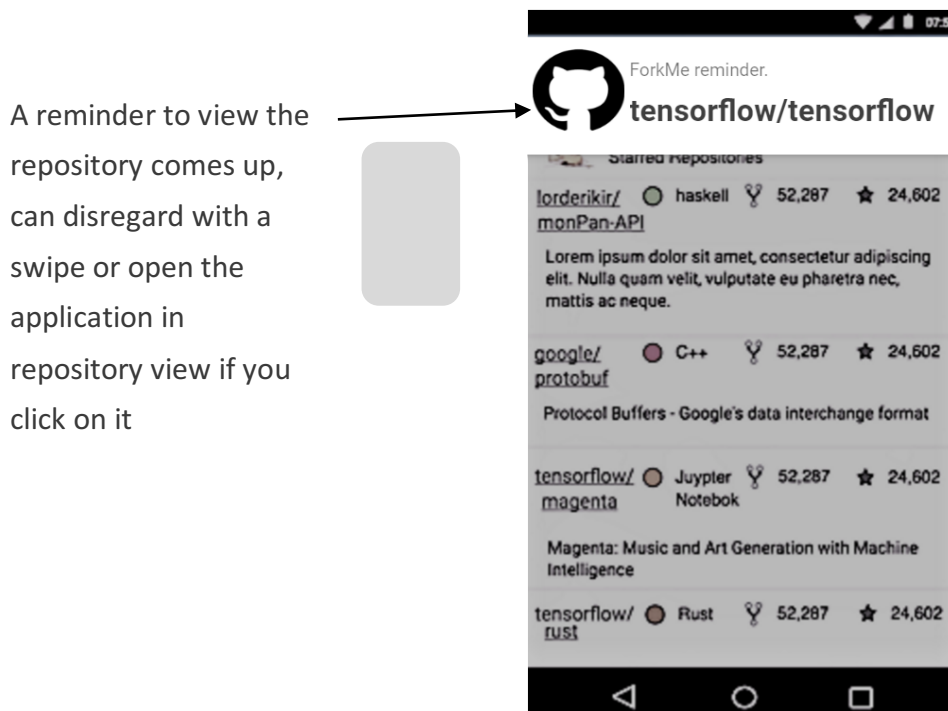 A reminder to view the
repository comes up,
can disregard with a
swipe or open the
application in
repository view if you
click on it
ForkMe reminder.
tensorflow/tensorflow
Starred Repositories
lorderikir/ haskell 52,287 24,602
monPan-API
Lorem ipsum dolor sit amet, consectetur adipiscing
elit. Nulla quam velit, vulputate eu pharetra nec,
mattis ac neque.
google/ C++ 52,287 24,602
protobuf
Protocol Buffers - Google's data interchange format
tensorflow/ Juypter 52,287 24,602
magenta Notebok
Magenta: Music and Art Generation with Machine
Intelligence
tensorflow/ Rust 52,287 24,602
rust